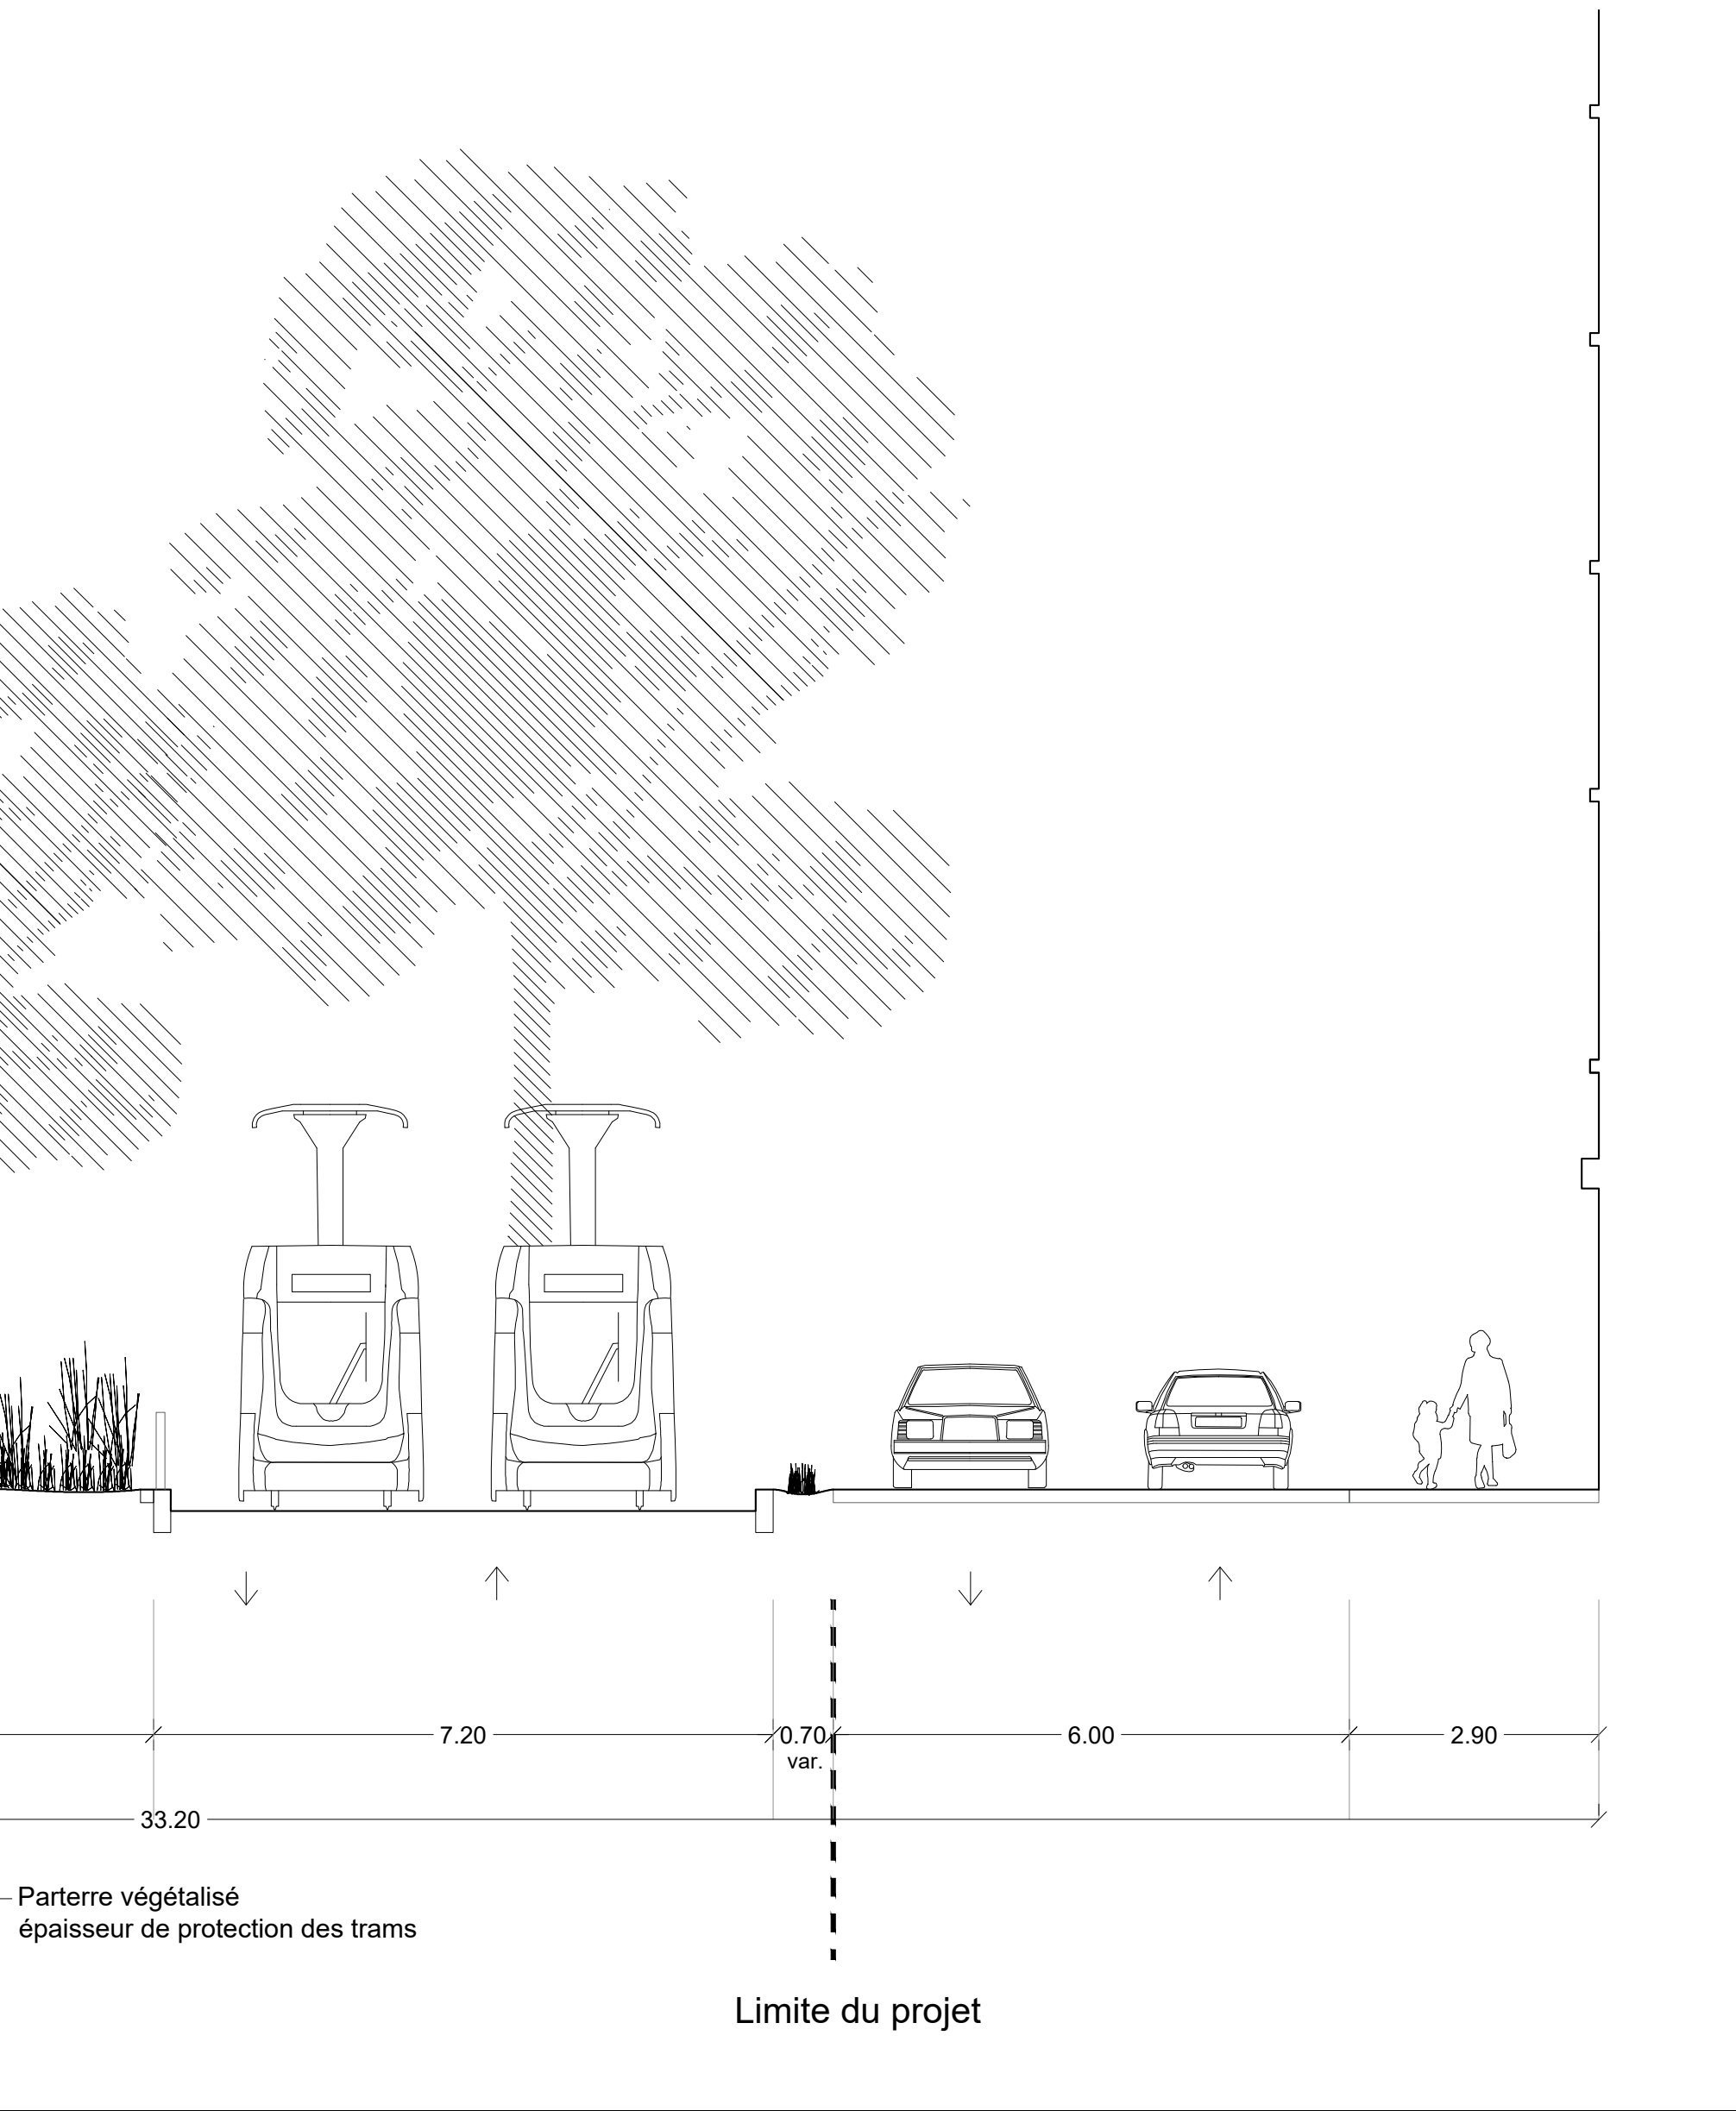 7.20
0.70
6.00
2.90
var.
33.20
Parterre végétalisé
épaisseur de protection des trams
Limite du projet